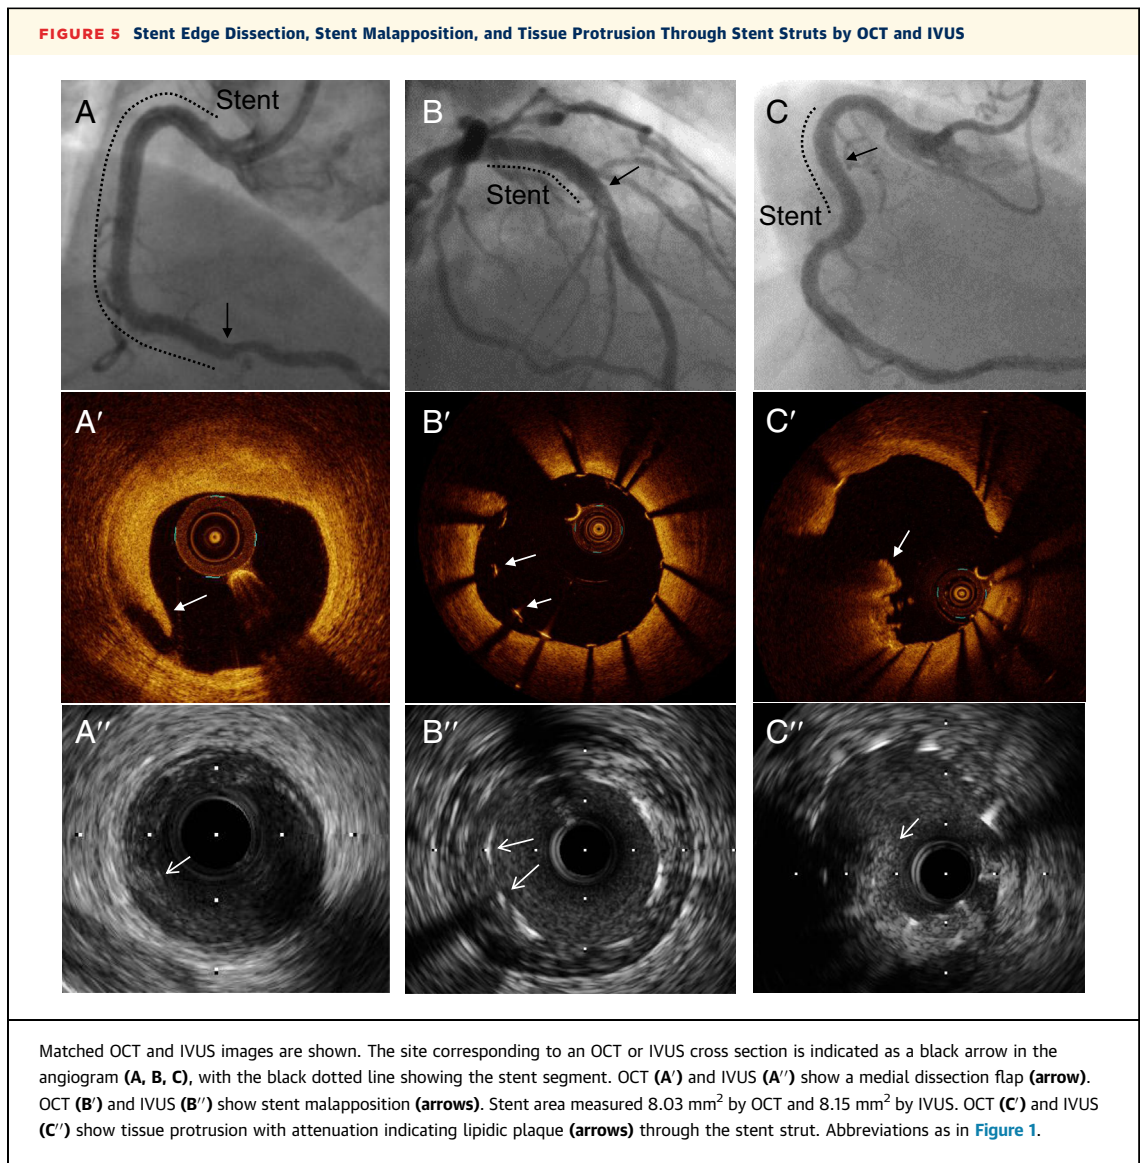 FIGURE 5 Stent Edge Dissection, Stent Malapposition, and Tissue Protrusion Through Stent Struts by OCT and IVUS
A
Stent
B
Stent
C
Stent
A′
B′
C′
A′′
B′′
C′′
Matched OCT and IVUS images are shown. The site corresponding to an OCT or IVUS cross section is indicated as a black arrow in the
angiogram (A, B, C), with the black dotted line showing the stent segment. OCT (A′) and IVUS (A′′) show a medial dissection flap (arrow).
OCT (B′) and IVUS (B′′) show stent malapposition (arrows). Stent area measured 8.03 mm² by OCT and 8.15 mm² by IVUS. OCT (C′) and IVUS
(C′′) show tissue protrusion with attenuation indicating lipidic plaque (arrows) through the stent strut. Abbreviations as in Figure 1.